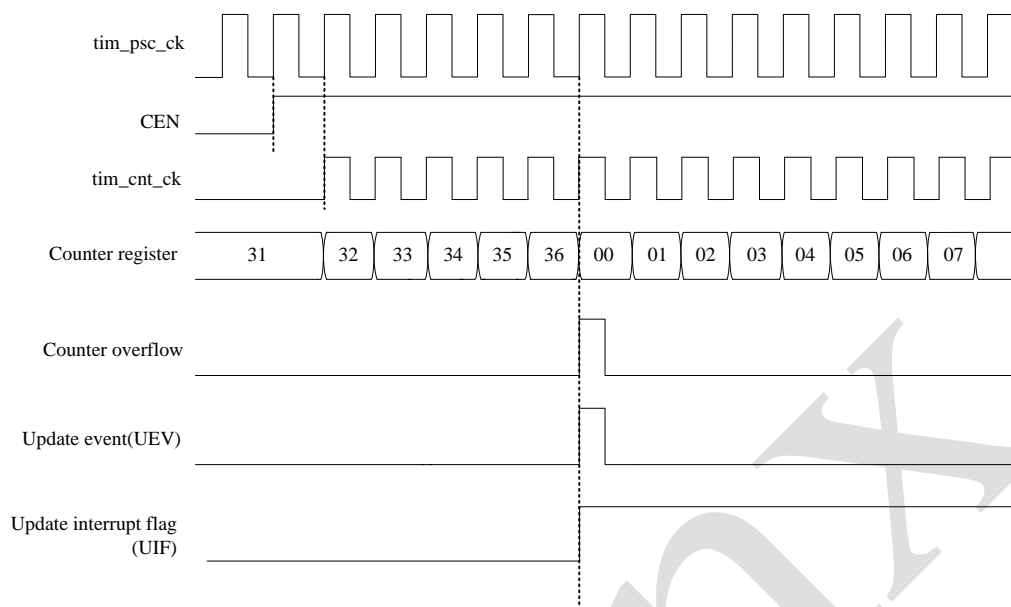 tim_psc_ck
CEN
tim_cnt_ck
Counter register 31 32 33 34 35 36 00 01 02 03 04 05 06 07
Counter overflow
Update event(UEV)
Update interrupt flag
(UIF)
nx